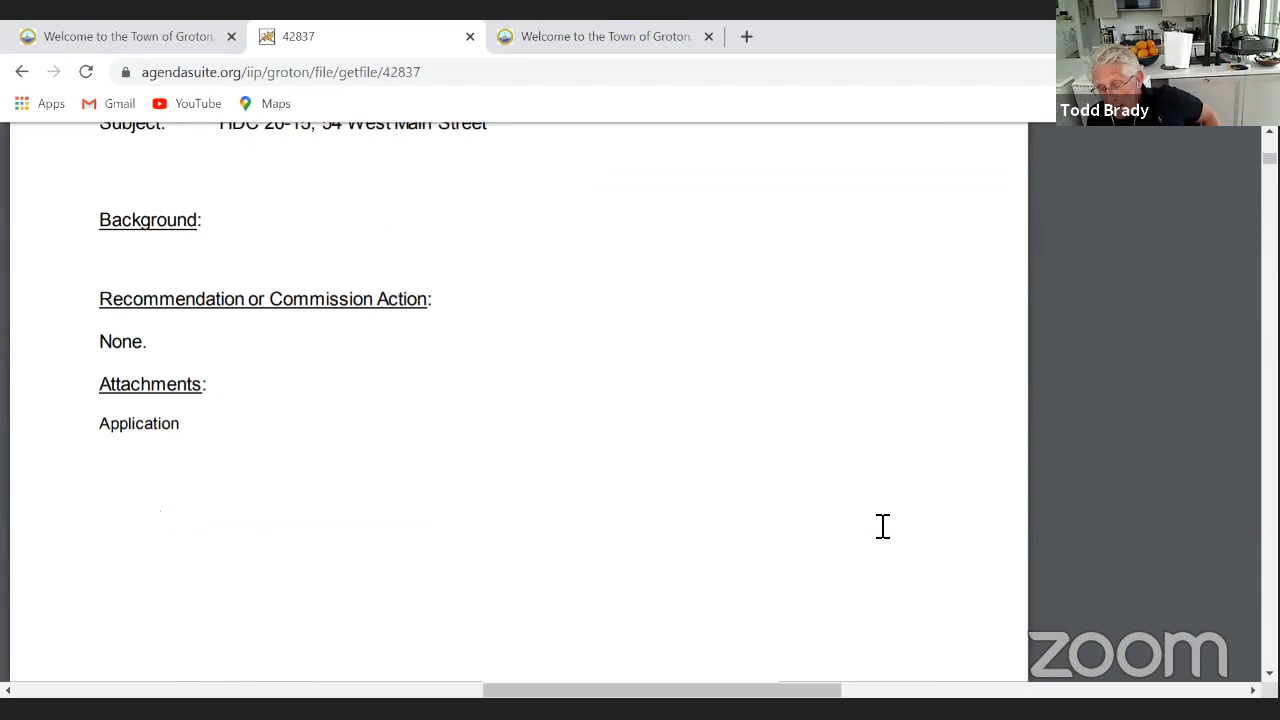 Welcome to the Town of Groton,
42837
Welcome to the Town of Groton,
agendasuite.org/iip/groton/file/getfile/42837
Apps
Gmail
YouTube
Maps
Todd Brady
Subject: HDC 20-15, 54 West Main Street
Background:
Recommendation or Commission Action:
None.
Attachments:
Application
zoom